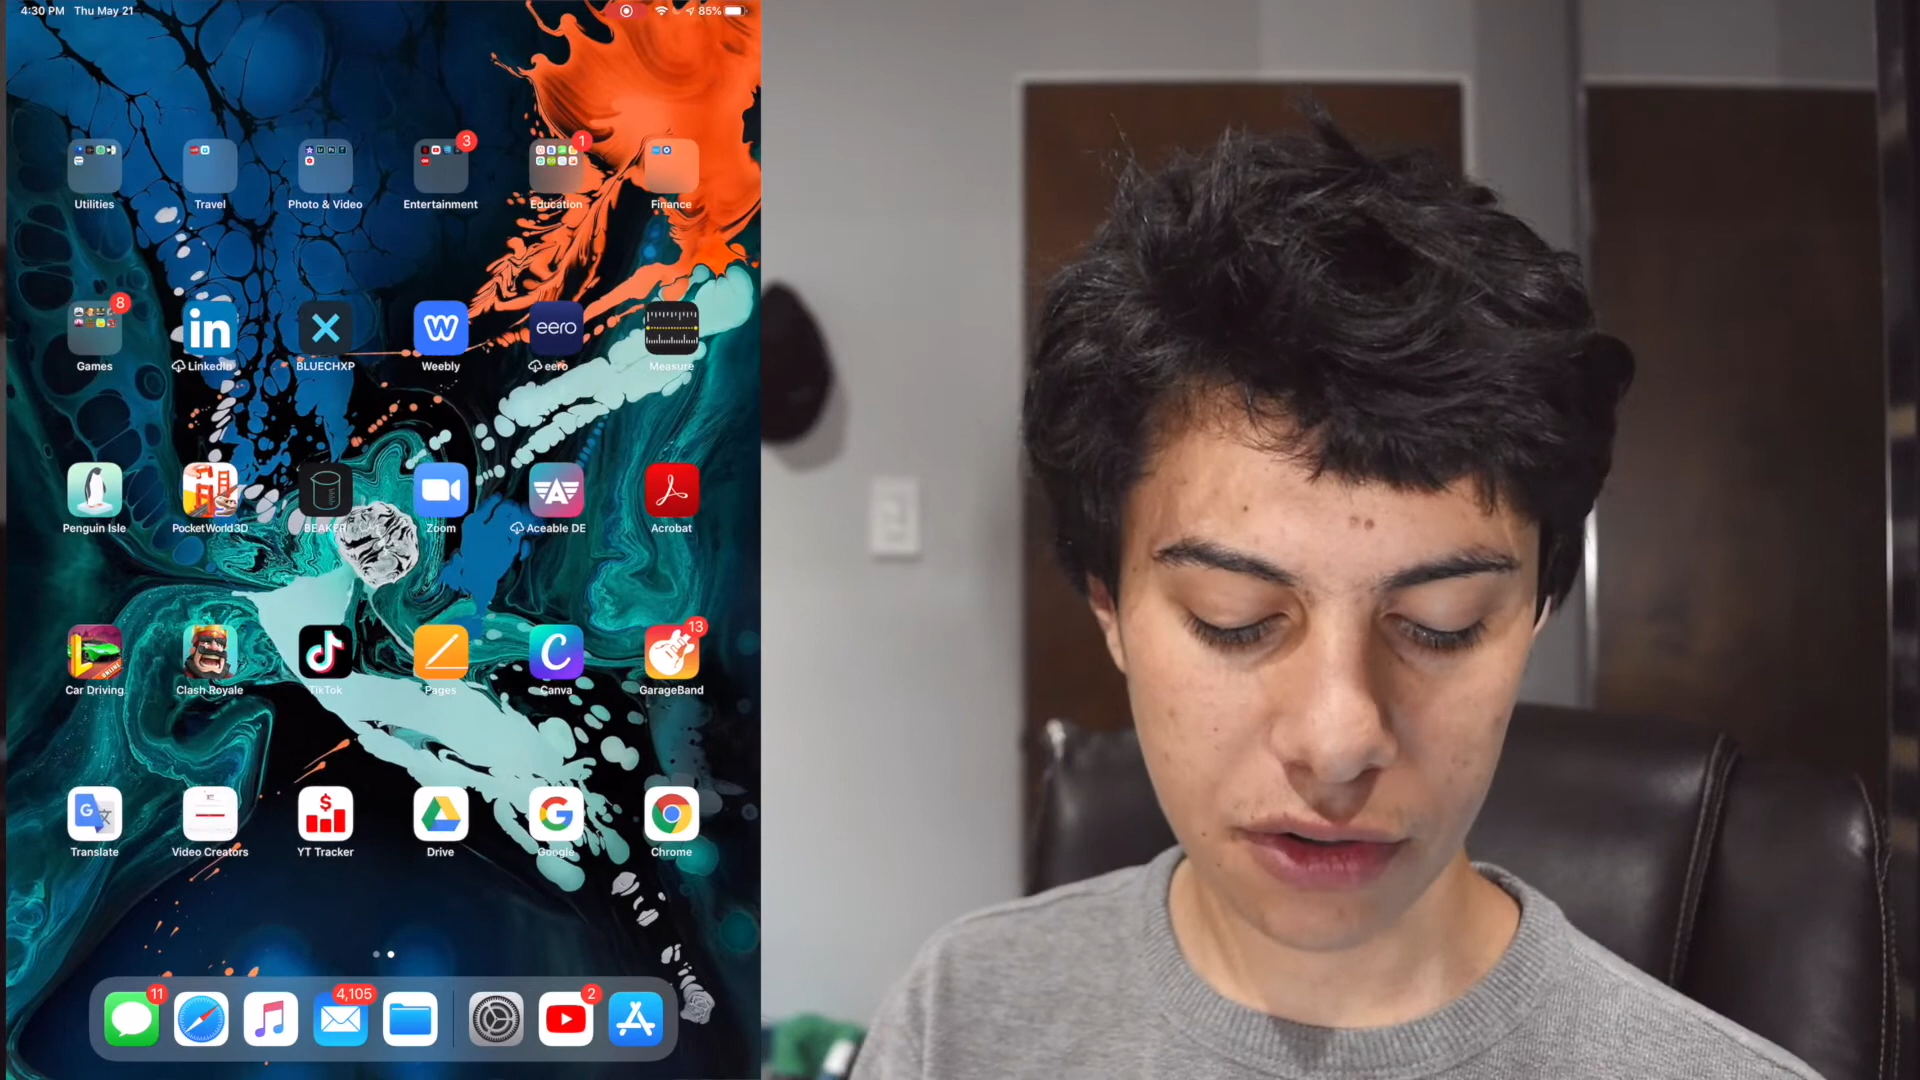 4:30 PM Thu May 21
85%
3
1
Utilities
Travel
Photo & Video
Entertainment
Education
Finance
8
in
W
eero
Games
LinkedIn
BLUECHXP
Weebly
eero
Measure
Penguin Isle
PocketWorld3D
BEAKER
Zoom
A
Aceable DE
Acrobat
L
ONLINE
C
13
Car Driving
Clash Royale
TikTok
Pages
Canva
GarageBand
G
文
$
G
Translate
Video Creators
YT Tracker
Drive
Google
Chrome
11
4,105
2